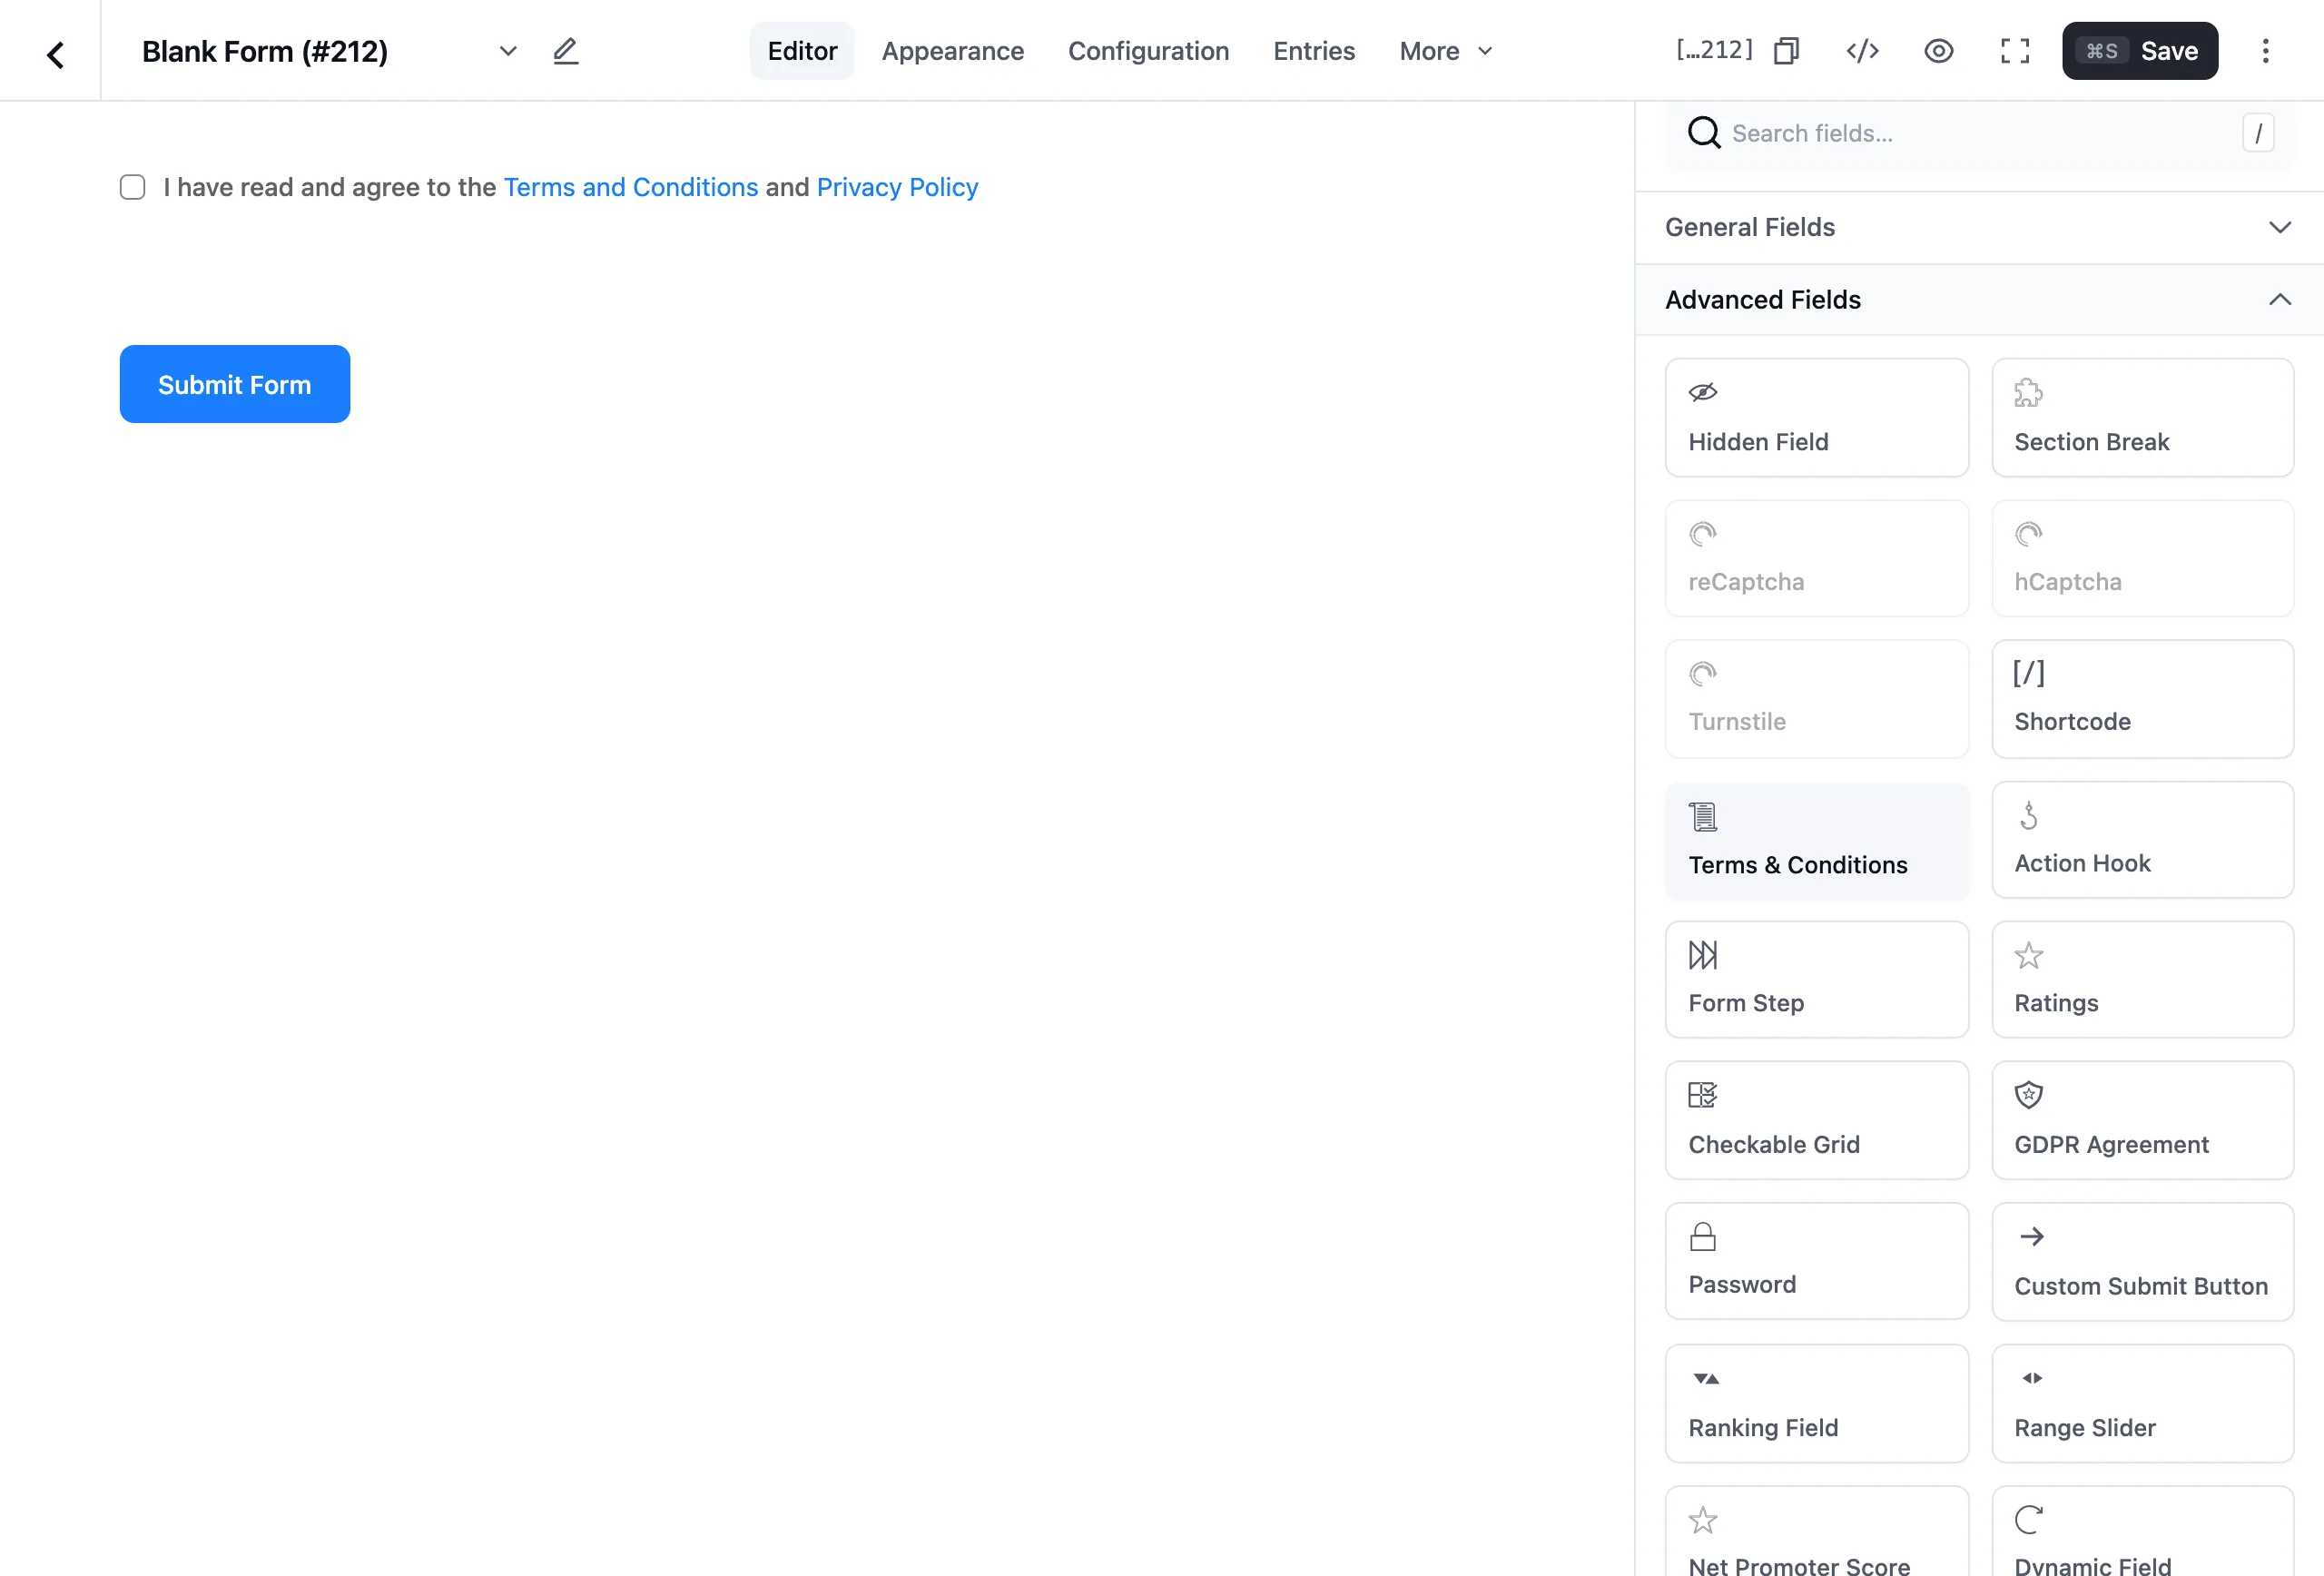 Blank Form (#212)
Editor Appearance Configuration Entries More
[...212] </> ⌘S Save
I have read and agree to the Terms and Conditions and Privacy Policy
Submit Form
Search fields... /
General Fields
Advanced Fields
Hidden Field
Section Break
reCaptcha
hCaptcha
Turnstile
[/]
Shortcode
Terms & Conditions
Action Hook
Form Step
Ratings
Checkable Grid
GDPR Agreement
Password
Custom Submit Button
Ranking Field
Range Slider
Net Promoter Score
Dynamic Field